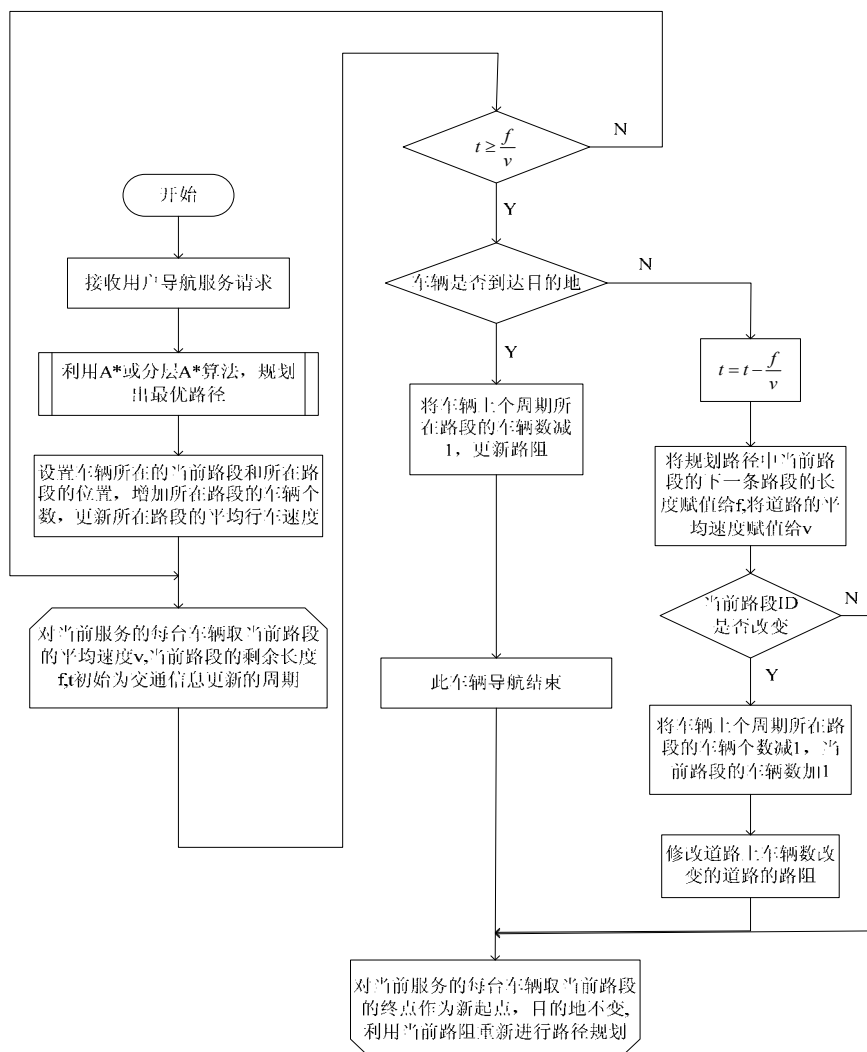 开始
接收用户导航服务请求
利用A*或分层A*算法，规划
出最优路径
设置车辆所在的当前路段和所在路
段的位置，增加所在路段的车辆个
数，更新所在路段的平均行车速度
对当前服务的每台车辆取当前路段
的平均速度v,当前路段的剩余长度
f,t初始为交通信息更新的周期
t ≥ f/v
N
Y
车辆是否到达目的地
N
Y
将车辆上个周期所
在路段的车辆数减
1，更新路阻
此车辆导航结束
t = t − f/v
将规划路径中当前路段
的下一条路段的长
度赋值给f,将道路的平
均速度赋值给v
当前路段ID
是否改变
N
Y
将车辆上个周期所在路
段的车辆个数减1，当
前路段的车辆数加1
修改道路上车辆数改
变的道路的路阻
对当前服务的每台车辆取当前路段
的终点作为新起点，目的地不变,
利用当前路阻重新进行路径规划